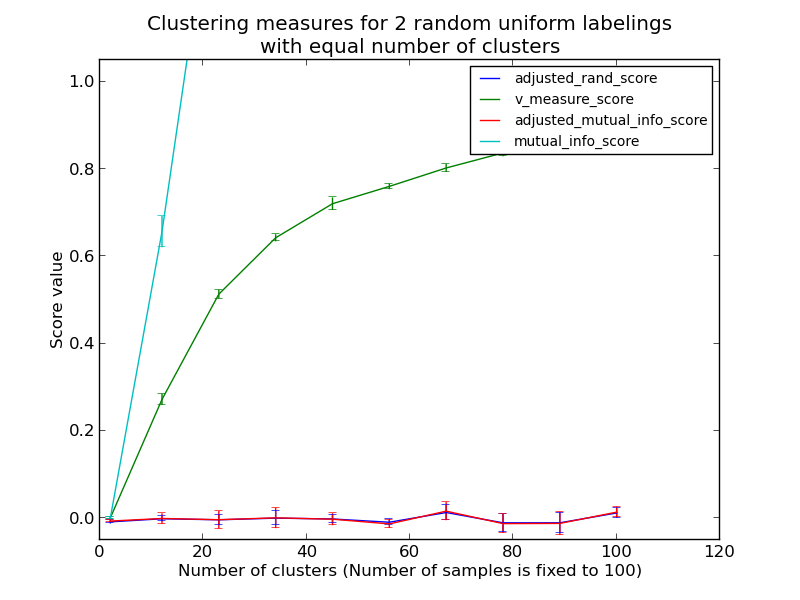 Clustering measures for 2 random uniform labelings
with equal number of clusters
adjusted_rand_score
v_measure_score
adjusted_mutual_info_score
mutual_info_score
Score value
1.0
0.8
0.6
0.4
0.2
0.0
0 20 40 60 80 100 120
Number of clusters (Number of samples is fixed to 100)